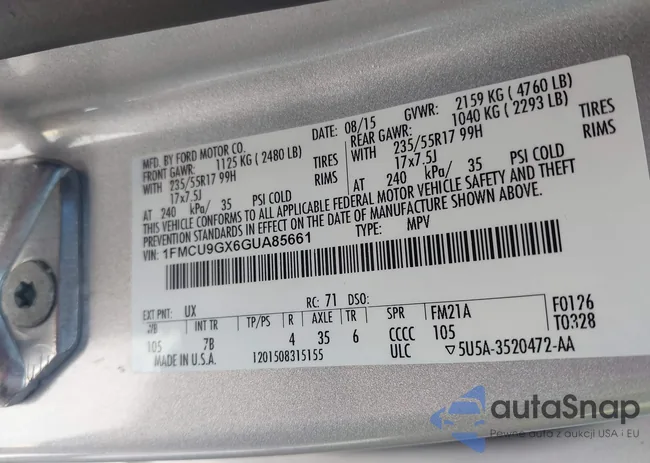 MFD. BY FORD MOTOR CO.
DATE: 08/15
GVWR: 2159 KG ( 4760 LB)
FRONT GAWR: 1125 KG ( 2480 LB)
REAR GAWR: 1040 KG ( 2293 LB)
WITH 235/55R17 99H TIRES
WITH 235/55R17 99H TIRES
17x7.5J RIMS
17x7.5J RIMS
AT 240 kPa/ 35 PSI COLD
AT 240 kPa/ 35 PSI COLD
THIS VEHICLE CONFORMS TO ALL APPLICABLE FEDERAL MOTOR VEHICLE SAFETY AND THEFT
PREVENTION STANDARDS IN EFFECT ON THE DATE OF MANUFACTURE SHOWN ABOVE.
VIN: 1FMCU9GX6GUA85661
TYPE: MPV
EXT PNT: UX RC: 71 DSO:
WB INT TR TP/PS R AXLE TR SPR FM21A F0126
105 7B 4 35 6 CCCC 105 T0328
MADE IN U.S.A. 1201508315155 ULC ▽5U5A-3520472-AA
autaSnap
Pewne auto z aukcji USA i EU